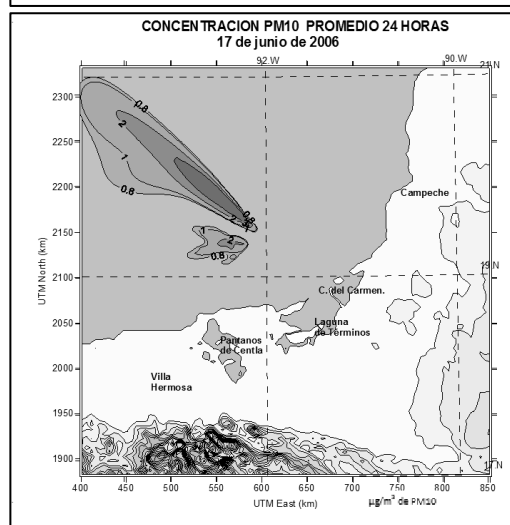 CONCENTRACION PM10 PROMEDIO 24 HORAS
17 de junio de 2006
92.W
90.W
21 N
2300
2250
2200
2150
2100
2050
2000
1950
1900
UTM North (km)
0.8
2
1
0.8
0.8
2
1
2
0.8
Campeche
19 N
C. del Carmen.
Laguna
de Términos
Pantanos
de Centla
Villa
Hermosa
17 N
400
450
500
550
600
650
700
750
800
850
UTM East (km)
µg/m³ de PM10